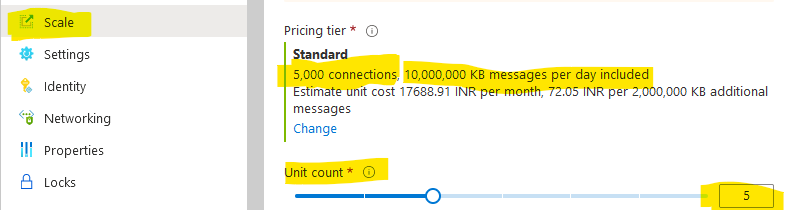 Scale
Settings
Identity
Networking
Properties
Locks
Pricing tier *
Standard
5,000 connections, 10,000,000 KB messages per day included
Estimate unit cost 17688.91 INR per month, 72.05 INR per 2,000,000 KB additional
messages
Change
Unit count *
5